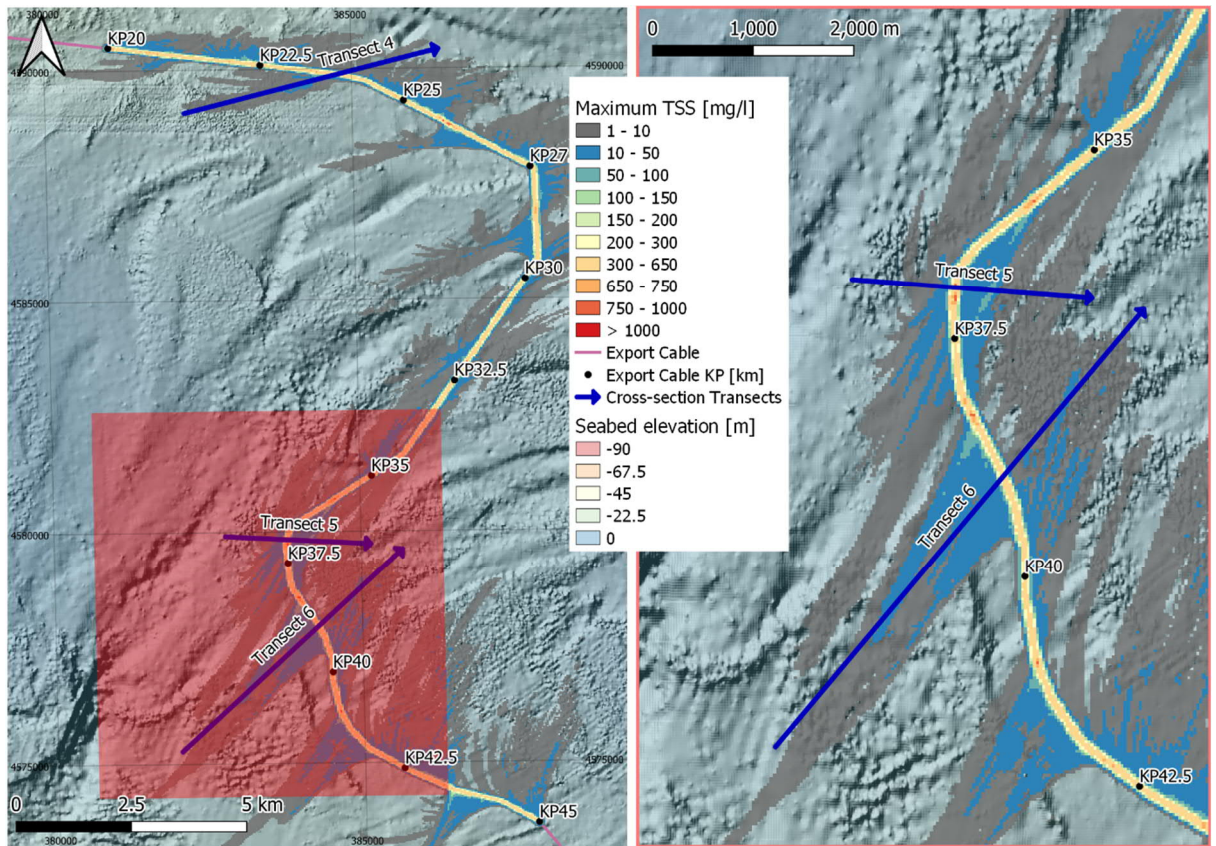 380000
385000
KP20
KP22.5
Transect 4
4590000
4590000
KP25
KP27
KP30
4585000
KP32.5
KP35
4580000
Transect 5
KP37.5
Transect 6
KP40
4575000
4575000
KP42.5
0 2.5 5 km
KP45
380000
385000
Maximum TSS [mg/l]
1 - 10
10 - 50
50 - 100
100 - 150
150 - 200
200 - 300
300 - 650
650 - 750
750 - 1000
> 1000
Export Cable
Export Cable KP [km]
Cross-section Transects
Seabed elevation [m]
-90
-67.5
-45
-22.5
0
0 1,000 2,000 m
KP35
Transect 5
KP37.5
Transect 6
KP40
KP42.5